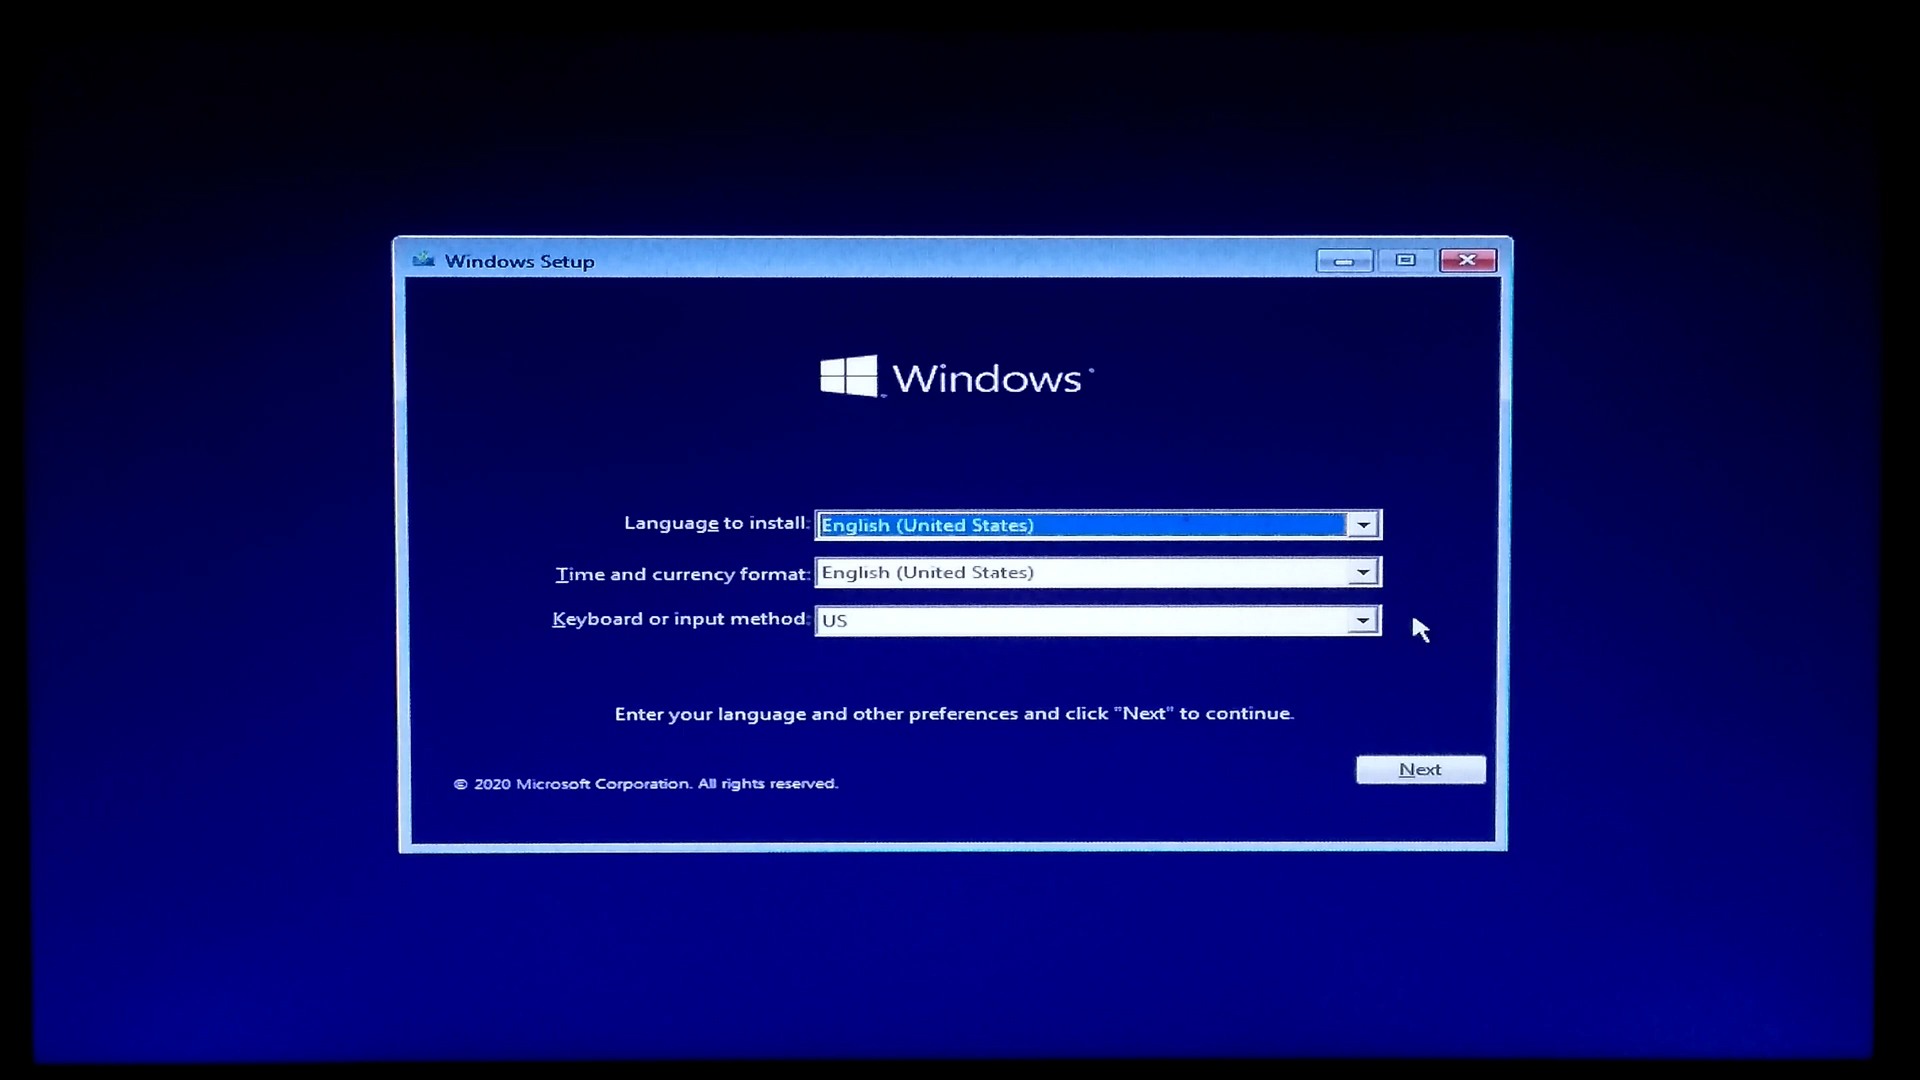 Windows Setup
Windows
Language to install: English (United States)
Time and currency format: English (United States)
Keyboard or input method: US
Enter your language and other preferences and click "Next" to continue.
Next
© 2020 Microsoft Corporation. All rights reserved.